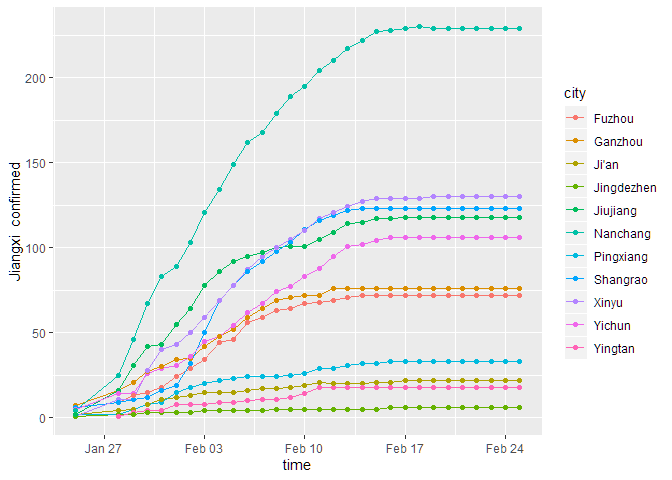 200
150
100
50
0
Jiangxi confirmed
Jan 27
Feb 03
Feb 10
Feb 17
Feb 24
time
city
Fuzhou
Ganzhou
Ji'an
Jingdezhen
Jiujiang
Nanchang
Pingxiang
Shangrao
Xinyu
Yichun
Yingtan